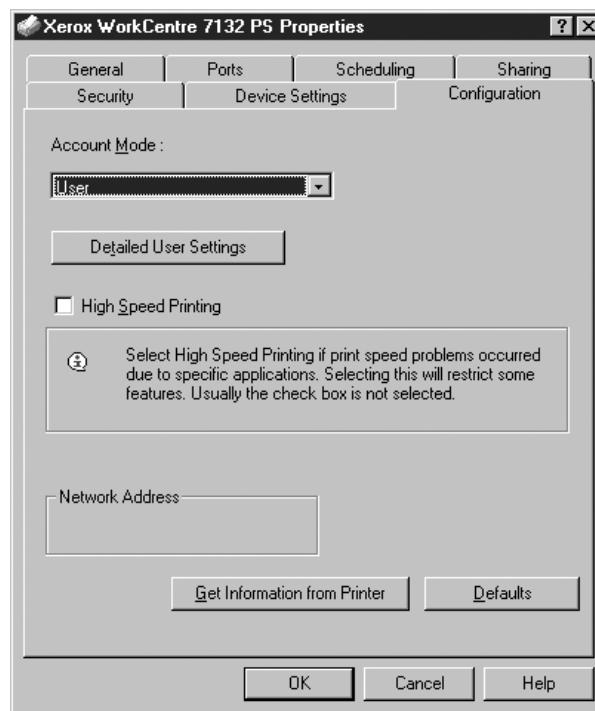 Xerox WorkCentre 7132 PS Properties
General Ports Scheduling Sharing
Security Device Settings Configuration
Account Mode :
User
Detailed User Settings
High Speed Printing
Select High Speed Printing if print speed problems occurred
due to specific applications. Selecting this will restrict some
features. Usually the check box is not selected.
Network Address
Get Information from Printer Defaults
OK Cancel Help